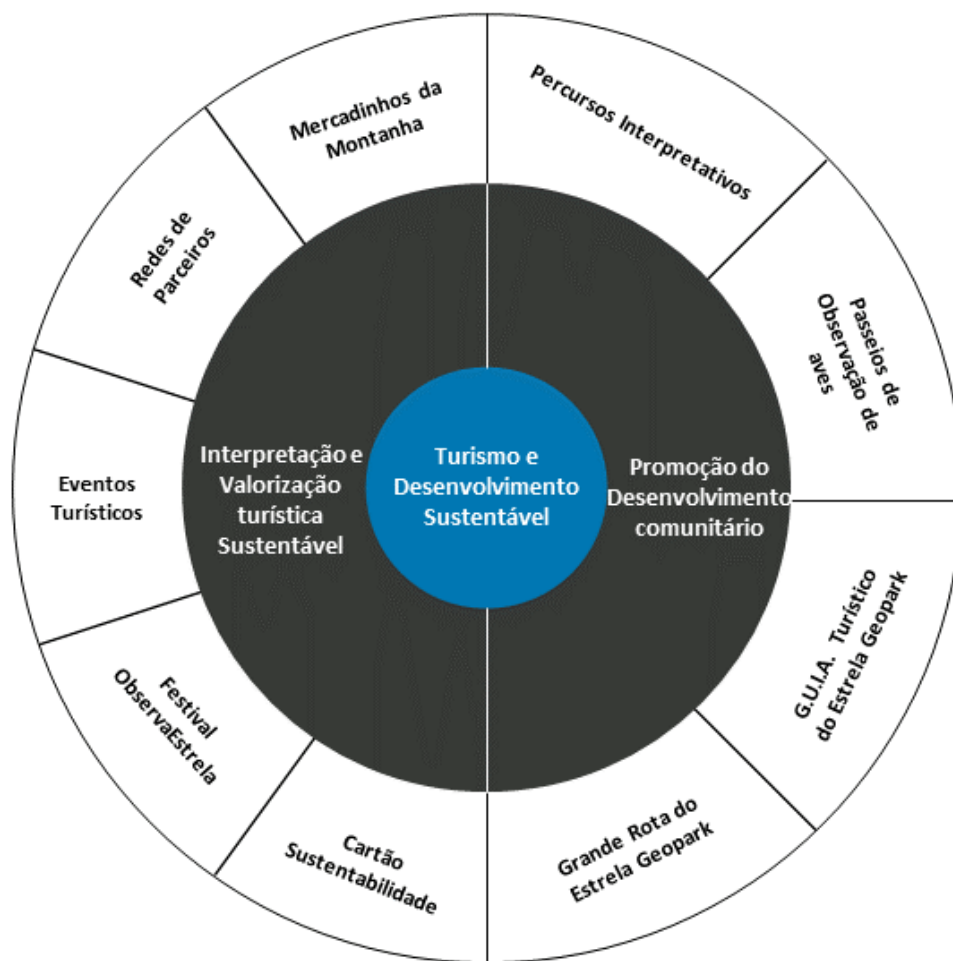 Mercadinhos da
Montanha
Percursos Interpretativos
Redes de
Parceiros
Passeios de
Observação de
aves
Interpretação e
Valorização
turística
Sustentável
Turismo e
Desenvolvimento
Sustentável
Promoção do
Desenvolvimento
comunitário
Eventos
Turísticos
G.U.I.A. Turístico
do Estrela Geopark
Festival
ObservaEstrela
Cartão
Sustentabilidade
Grande Rota do
Estrela Geopark